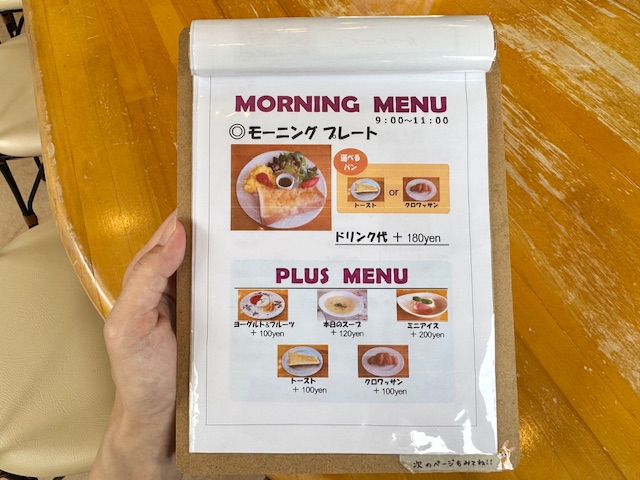 MORNING MENU
9:00~11:00
◎モーニング プレート
選べる
パン
or
トースト
クロワッサン
ドリンク代 + 180yen
PLUS MENU
ヨーグルト&フルーツ
+ 100yen
本日のスープ
+ 120yen
ミニアイス
+ 200yen
トースト
+ 100yen
クロワッサン
+ 100yen
次のページもみてね!!